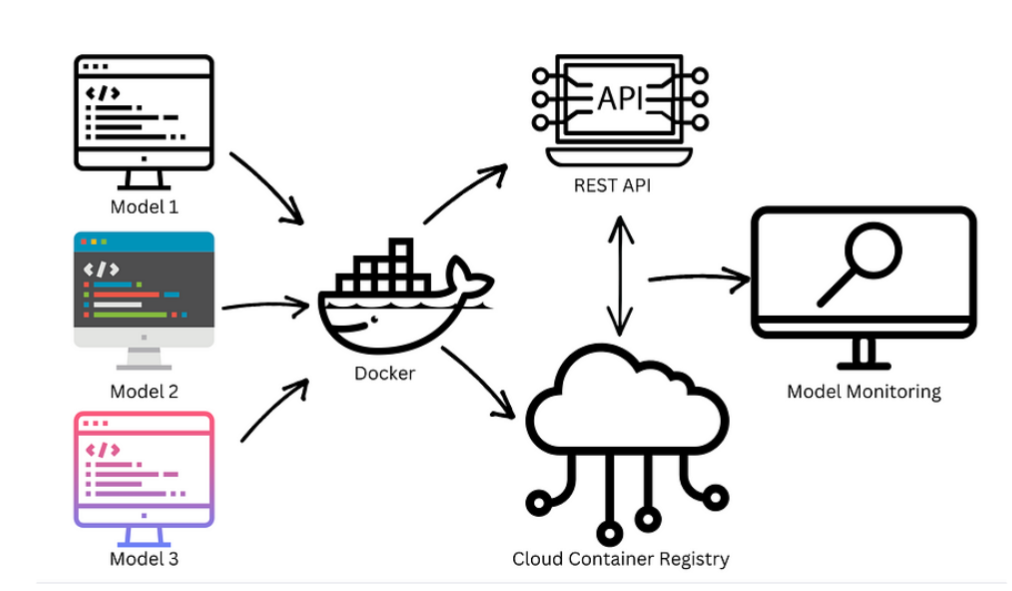 </>
Model 1
</>
Model 2
</>
Model 3
Docker
API
REST API
Cloud Container Registry
Model Monitoring